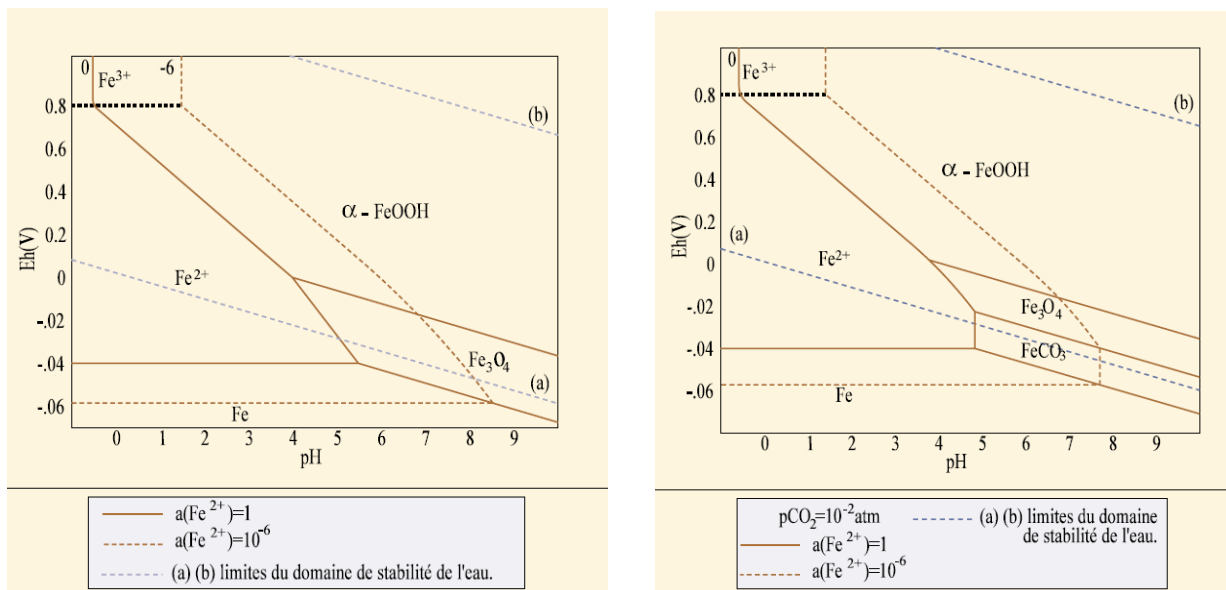 0
-6
Fe3+
0.8
(b)
0.6
0.4
α - FeOOH
Eh(V)
0.2
Fe2+
0
-.02
Fe3O4
-.04
(a)
-.06
Fe
0 1 2 3 4 5 6 7 8 9
pH
a(Fe 2+)=1
a(Fe 2+)=10-6
(a) (b) limites du domaine de stabilité de l'eau.
0
Fe3+
0.8
(b)
0.6
0.4
α - FeOOH
Eh(V)
0.2
(a)
Fe2+
0
-.02
Fe3O4
-.04
FeCO3
-.06
Fe
0 1 2 3 4 5 6 7 8 9
pH
pCO2=10-2atm
a(Fe 2+)=1
a(Fe 2+)=10-6
(a) (b) limites du domaine
de stabilité de l'eau.